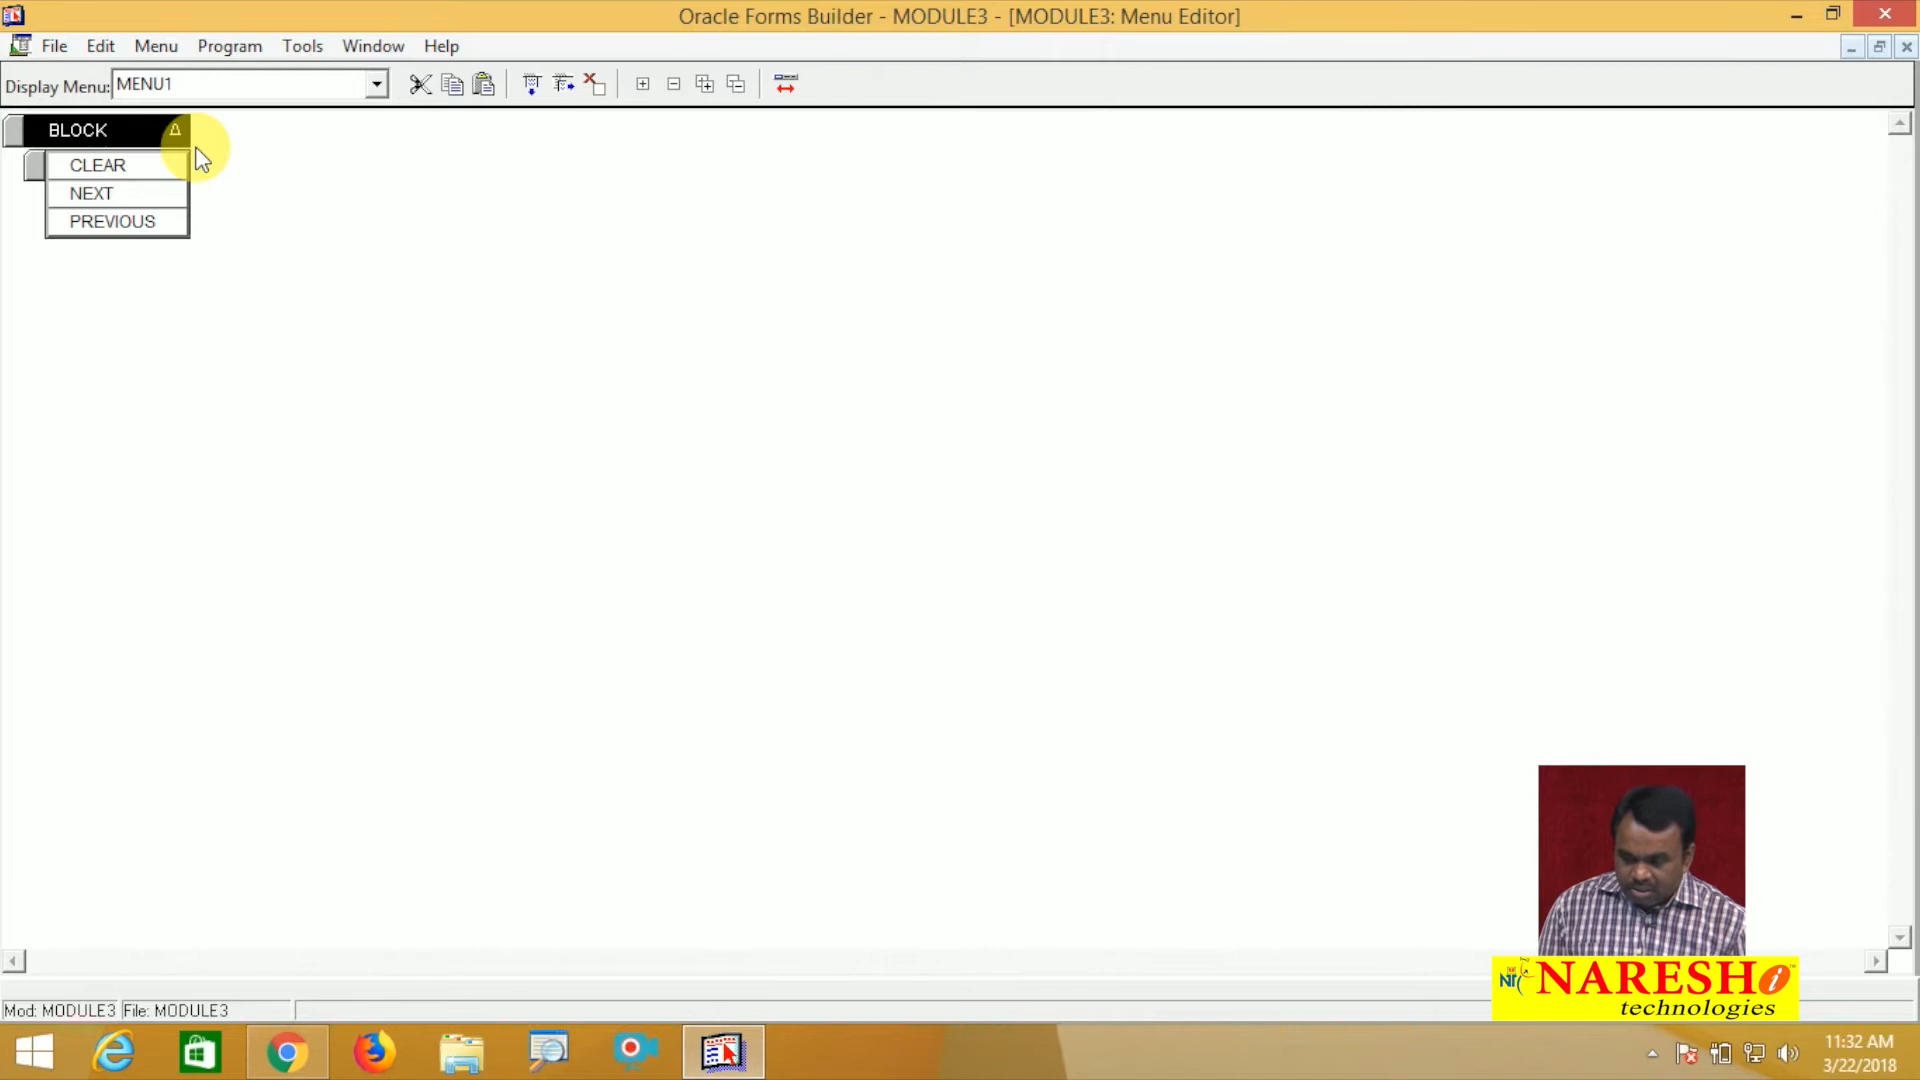 Oracle Forms Builder - MODULE3 - [MODULE3: Menu Editor]
File Edit Menu Program Tools Window Help
Display Menu: MENU1
BLOCK
CLEAR
NEXT
PREVIOUS
NARESH i
technologies
Mod: MODULE3 File: MODULE3
11:32 AM
3/22/2018